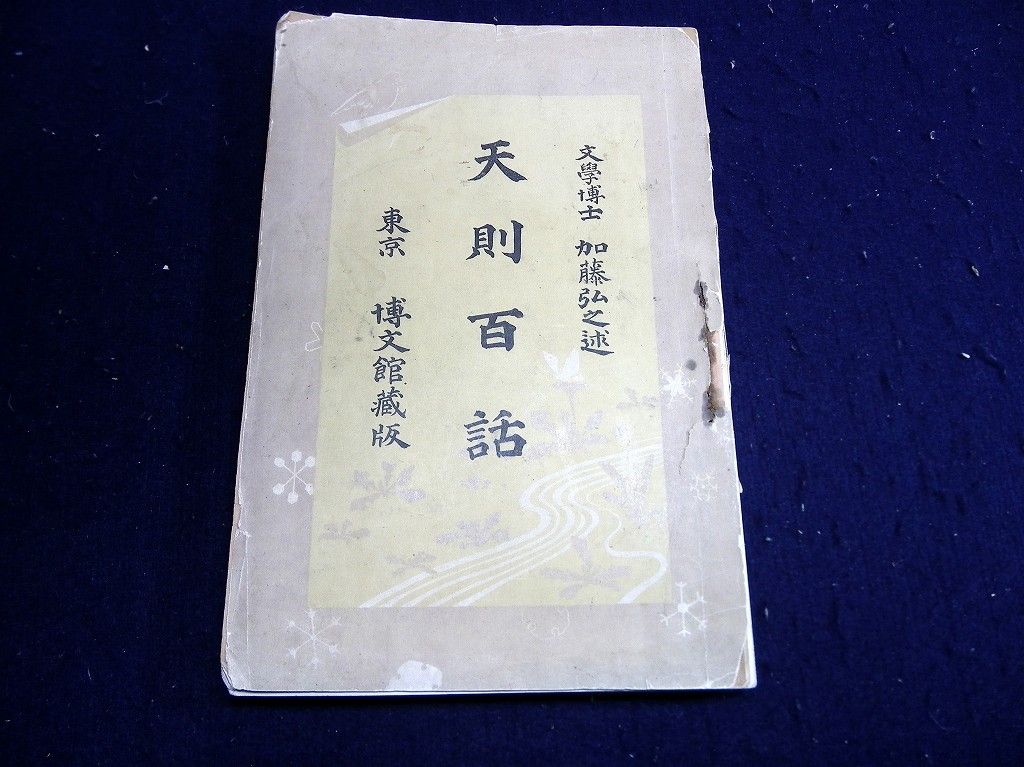 文學博士 加藤弘之述
天則百話
東京 博文館藏版